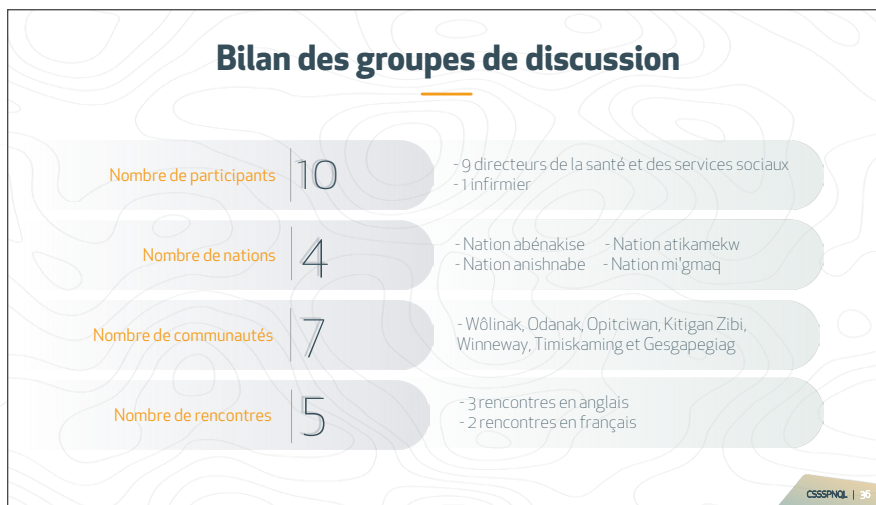 Bilan des groupes de discussion
Nombre de participants 10
- 9 directeurs de la santé et des services sociaux
- 1 infirmier
Nombre de nations 4
- Nation abénakise - Nation atikamekw
- Nation anishnabe - Nation mi'gmaq
Nombre de communautés 7
- Wôlinak, Odanak, Opitciwan, Kitigan Zibi,
Winneway, Timiskaming et Gesgapegiag
Nombre de rencontres 5
- 3 rencontres en anglais
- 2 rencontres en français
CSSSPNQL | 36